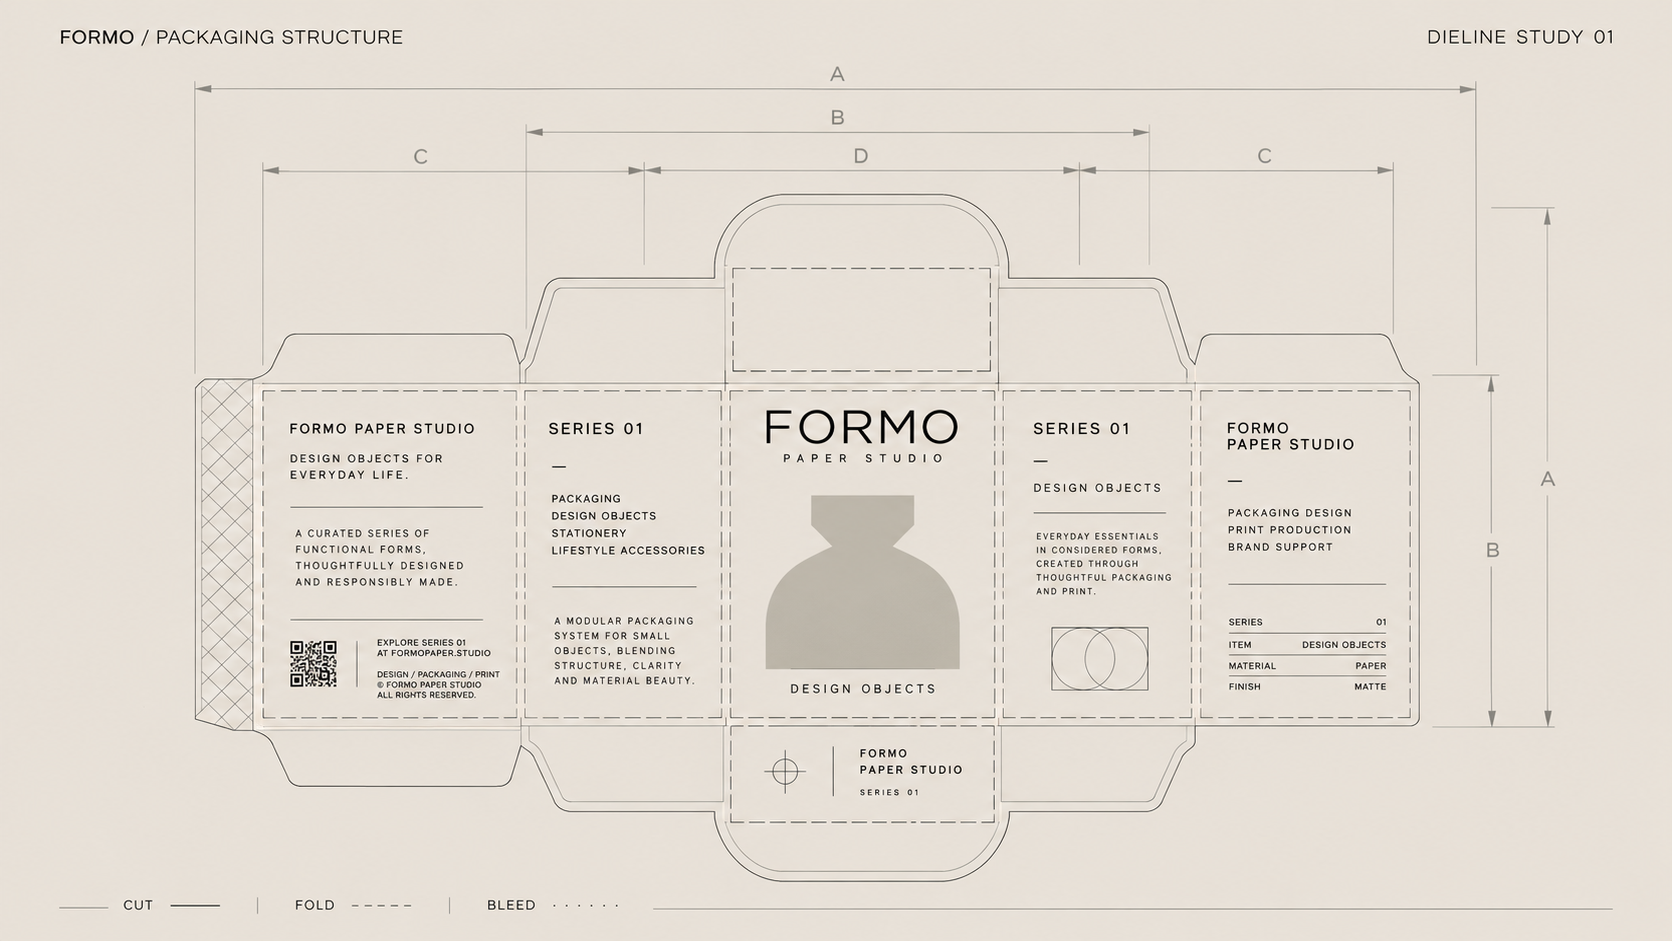 FORMO / PACKAGING STRUCTURE
DIELINE STUDY 01
A
B
C
D
C
FORMO PAPER STUDIO
DESIGN OBJECTS FOR
EVERYDAY LIFE.
A CURATED SERIES OF
FUNCTIONAL FORMS,
THOUGHTFULLY DESIGNED
AND RESPONSIBLY MADE.
EXPLORE SERIES 01
AT FORMOPAPER.STUDIO
DESIGN / PACKAGING / PRINT
© FORMO PAPER STUDIO
ALL RIGHTS RESERVED.
SERIES 01
—
PACKAGING
DESIGN OBJECTS
STATIONERY
LIFESTYLE ACCESSORIES
A MODULAR PACKAGING
SYSTEM FOR SMALL
OBJECTS, BLENDING
STRUCTURE, CLARITY
AND MATERIAL BEAUTY.
FORMO
PAPER STUDIO
DESIGN OBJECTS
FORMO
PAPER STUDIO
SERIES 01
SERIES 01
—
DESIGN OBJECTS
EVERYDAY ESSENTIALS
IN CONSIDERED FORMS,
CREATED THROUGH
THOUGHTFUL PACKAGING
AND PRINT.
FORMO
PAPER STUDIO
—
PACKAGING DESIGN
PRINT PRODUCTION
BRAND SUPPORT
SERIES 01
ITEM DESIGN OBJECTS
MATERIAL PAPER
FINISH MATTE
A
B
CUT
FOLD
BLEED